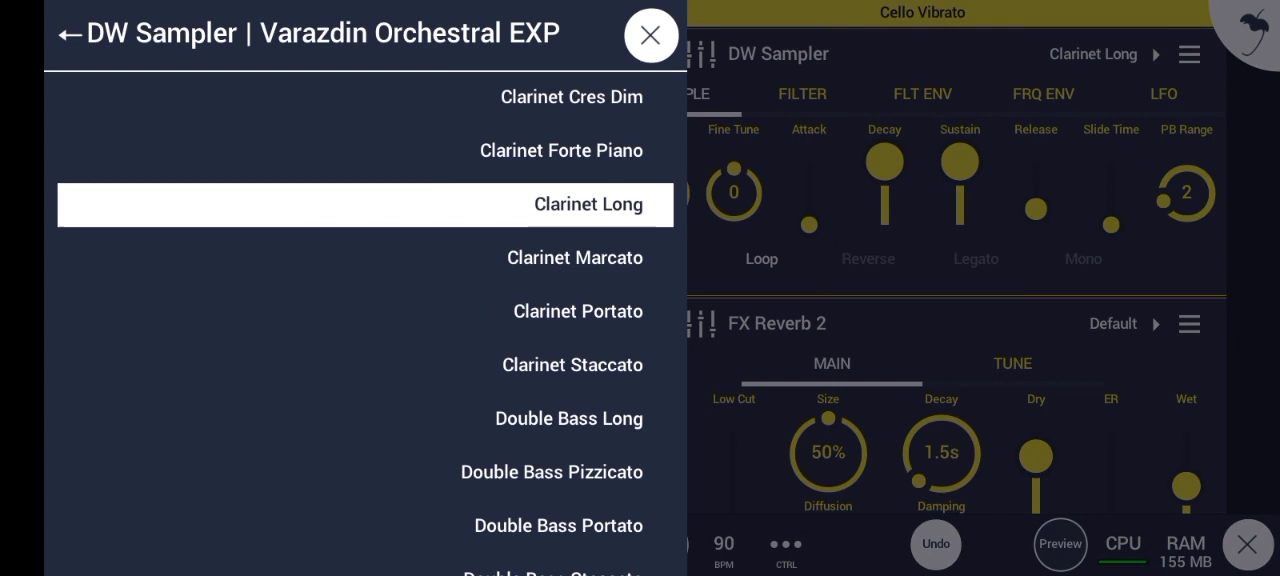 ←DW Sampler | Varazdin Orchestral EXP
Clarinet Cres Dim
Clarinet Forte Piano
Clarinet Long
Clarinet Marcato
Clarinet Portato
Clarinet Staccato
Double Bass Long
Double Bass Pizzicato
Double Bass Portato
Cello Vibrato
DW Sampler
Clarinet Long
PLE FILTER FLT ENV FRQ ENV LFO
Fine Tune Attack Decay Sustain Release Slide Time PB Range
0 2
Loop Reverse Legato Mono
FX Reverb 2
Default
MAIN TUNE
Low Cut Size Decay Dry ER Wet
50% 1.5s
Diffusion Damping
90 ••• Undo Preview CPU RAM
BPM CTRL 155 MB